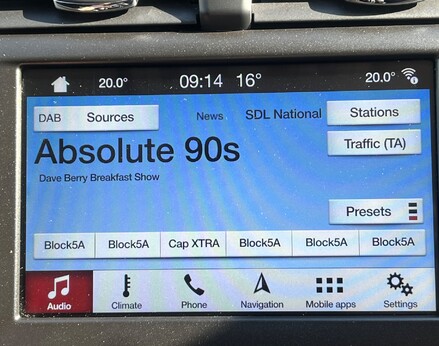 20.0° 09:14 16° 20.0°
DAB Sources News SDL National Stations
Absolute 90s Traffic (TA)
Dave Berry Breakfast Show
Presets
Block5A Block5A Cap XTRA Block5A Block5A Block5A
Audio Climate Phone Navigation Mobile apps Settings